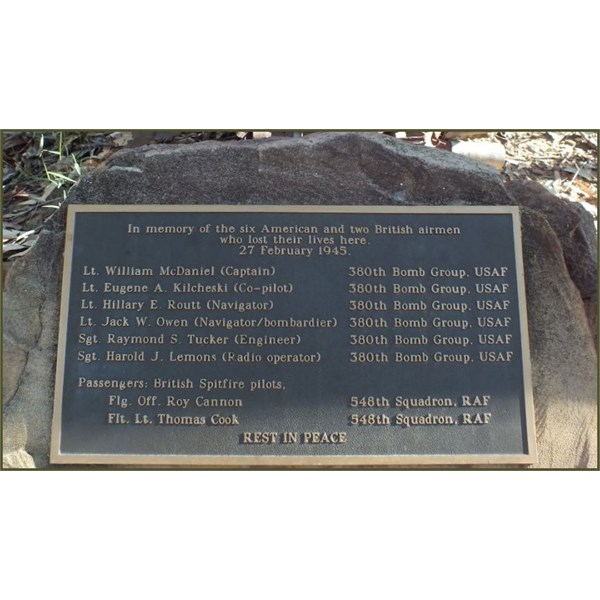 In memory of the six American and two British airmen
who lost their lives here.
27 February 1945.
Lt. William McDaniel (Captain) 380th Bomb Group, USAF
Lt. Eugene A. Kilcheski (Co-pilot) 380th Bomb Group, USAF
Lt. Hillary E. Routt (Navigator) 380th Bomb Group, USAF
Lt. Jack W. Owen (Navigator/bombardier) 380th Bomb Group, USAF
Sgt. Raymond S. Tucker (Engineer) 380th Bomb Group, USAF
Sgt. Harold J. Lemons (Radio operator) 380th Bomb Group, USAF
Passengers: British Spitfire pilots,
Flg. Off. Roy Cannon 548th Squadron, RAF
Flt. Lt. Thomas Cook 548th Squadron, RAF
REST IN PEACE